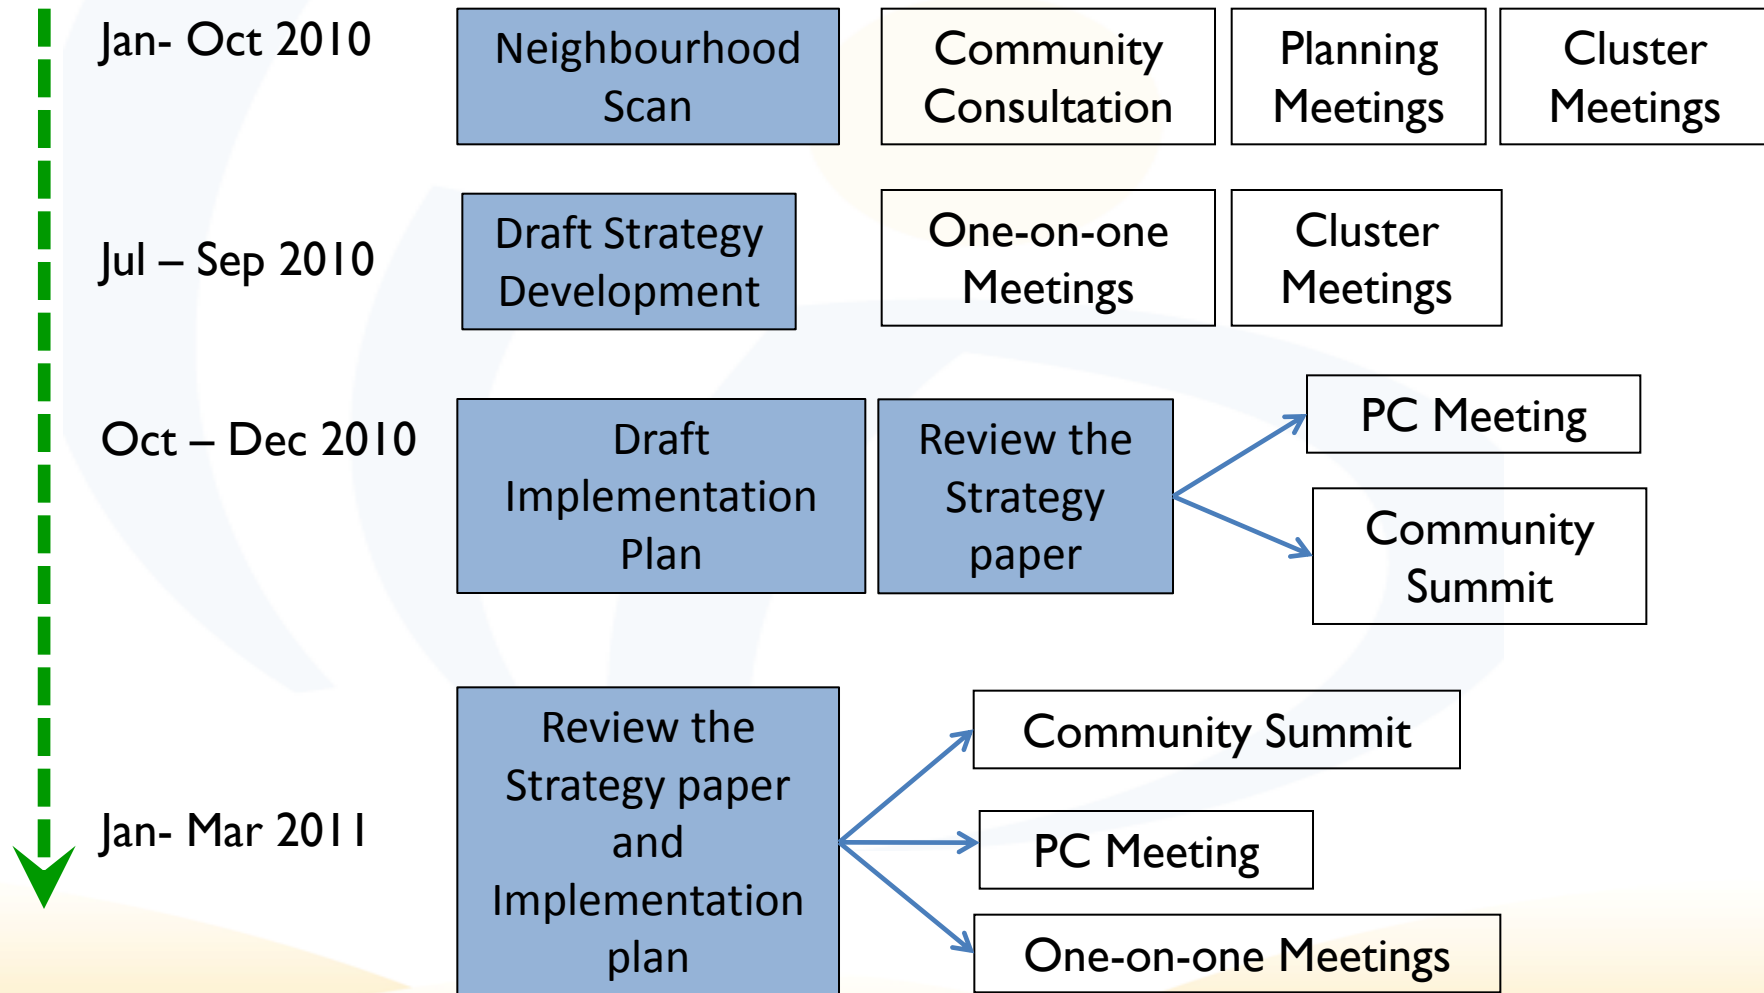 Jan- Oct 2010
Neighbourhood
Scan
Community
Consultation
Planning
Meetings
Cluster
Meetings
Jul – Sep 2010
Draft Strategy
Development
One-on-one
Meetings
Cluster
Meetings
Oct – Dec 2010
Draft
Implementation
Plan
Review the
Strategy
paper
PC Meeting
Community
Summit
Jan- Mar 2011
Review the
Strategy paper
and
Implementation
plan
Community Summit
PC Meeting
One-on-one Meetings